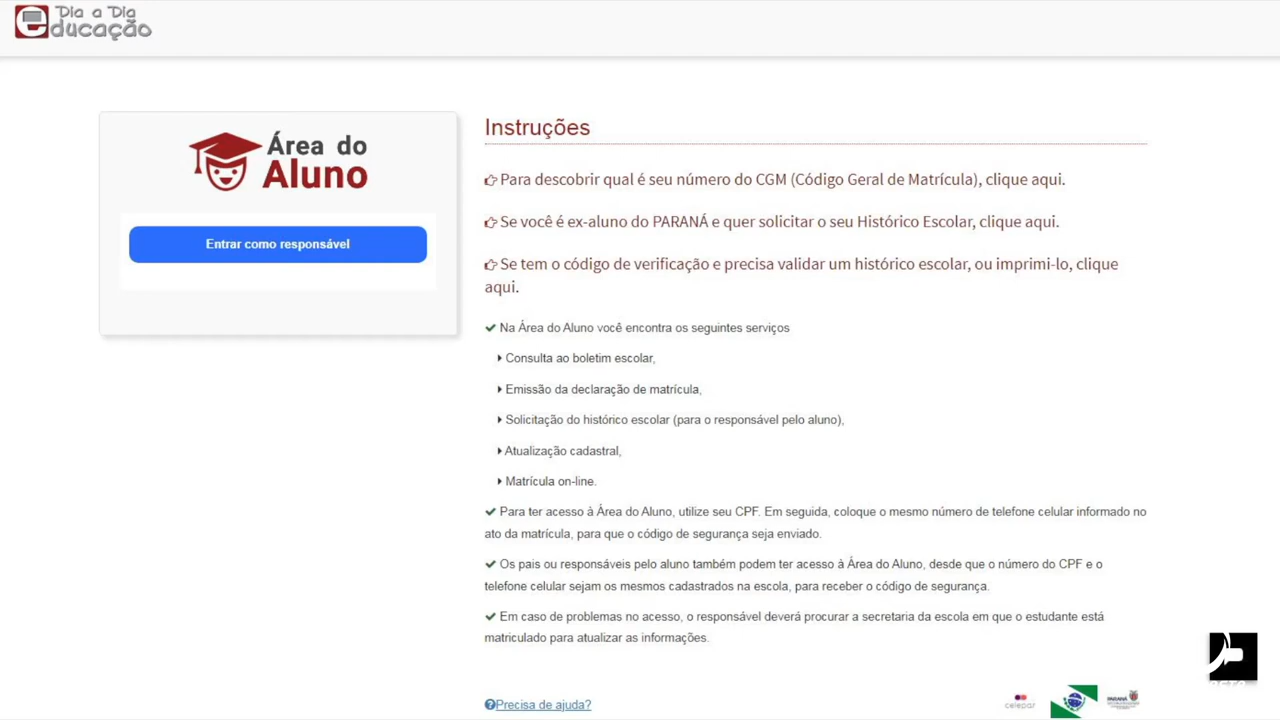 Dia a Dia
educação
Área do
Aluno
Entrar como responsável
Instruções
Para descobrir qual é seu número do CGM (Código Geral de Matrícula), clique aqui.
Se você é ex-aluno do PARANÁ e quer solicitar o seu Histórico Escolar, clique aqui.
Se tem o código de verificação e precisa validar um histórico escolar, ou imprimi-lo, clique
aqui.
Na Área do Aluno você encontra os seguintes serviços
Consulta ao boletim escolar,
Emissão da declaração de matrícula,
Solicitação do histórico escolar (para o responsável pelo aluno),
Atualização cadastral,
Matrícula on-line.
Para ter acesso à Área do Aluno, utilize seu CPF. Em seguida, coloque o mesmo número de telefone celular informado no
ato da matrícula, para que o código de segurança seja enviado.
Os pais ou responsáveis pelo aluno também podem ter acesso à Área do Aluno, desde que o número do CPF e o
telefone celular sejam os mesmos cadastrados na escola, para receber o código de segurança.
Em caso de problemas no acesso, o responsável deverá procurar a secretaria da escola em que o estudante está
matriculado para atualizar as informações.
Precisa de ajuda?
celepar
PARANÁ